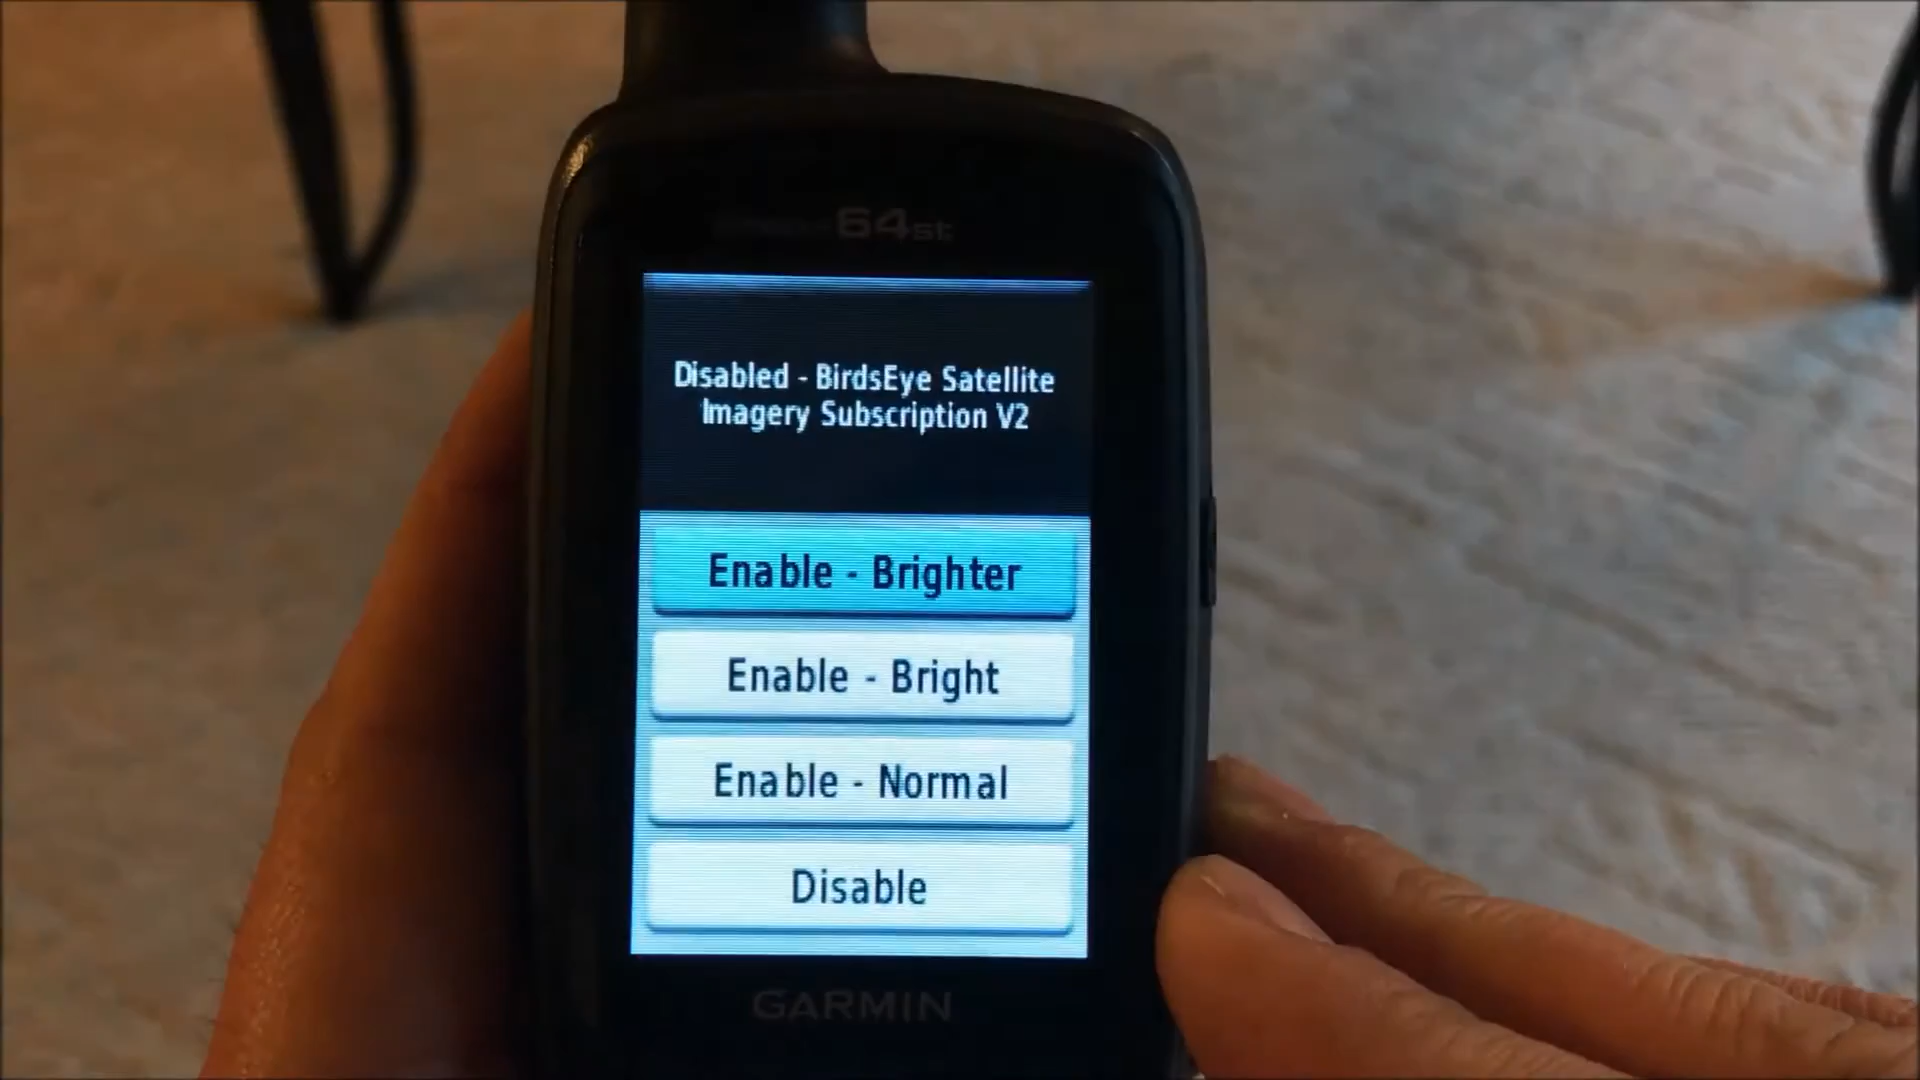 64st
Disabled - BirdsEye Satellite
Imagery Subscription V2
Enable - Brighter
Enable - Bright
Enable - Normal
Disable
GARMIN